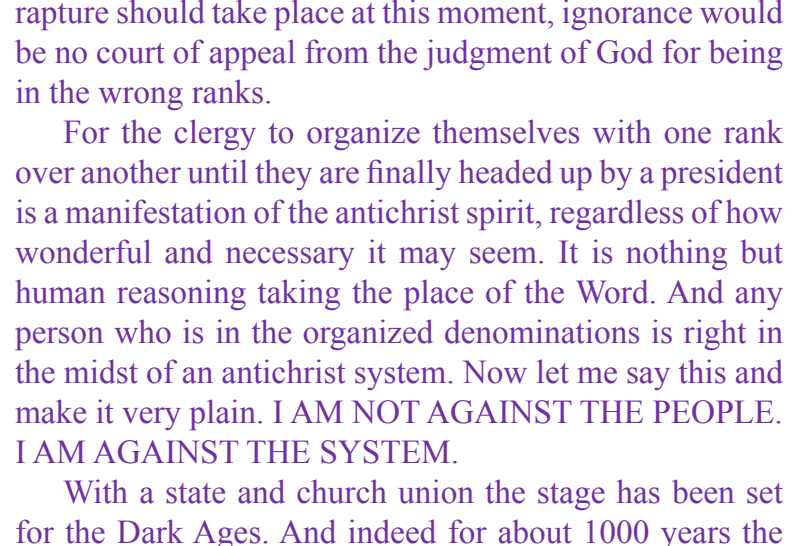 rapture should take place at this moment, ignorance would
be no court of appeal from the judgment of God for being
in the wrong ranks.
For the clergy to organize themselves with one rank
over another until they are finally headed up by a president
is a manifestation of the antichrist spirit, regardless of how
wonderful and necessary it may seem. It is nothing but
human reasoning taking the place of the Word. And any
person who is in the organized denominations is right in
the midst of an antichrist system. Now let me say this and
make it very plain. I AM NOT AGAINST THE PEOPLE.
I AM AGAINST THE SYSTEM.
With a state and church union the stage has been set
for the Dark Ages. And indeed for about 1000 years the